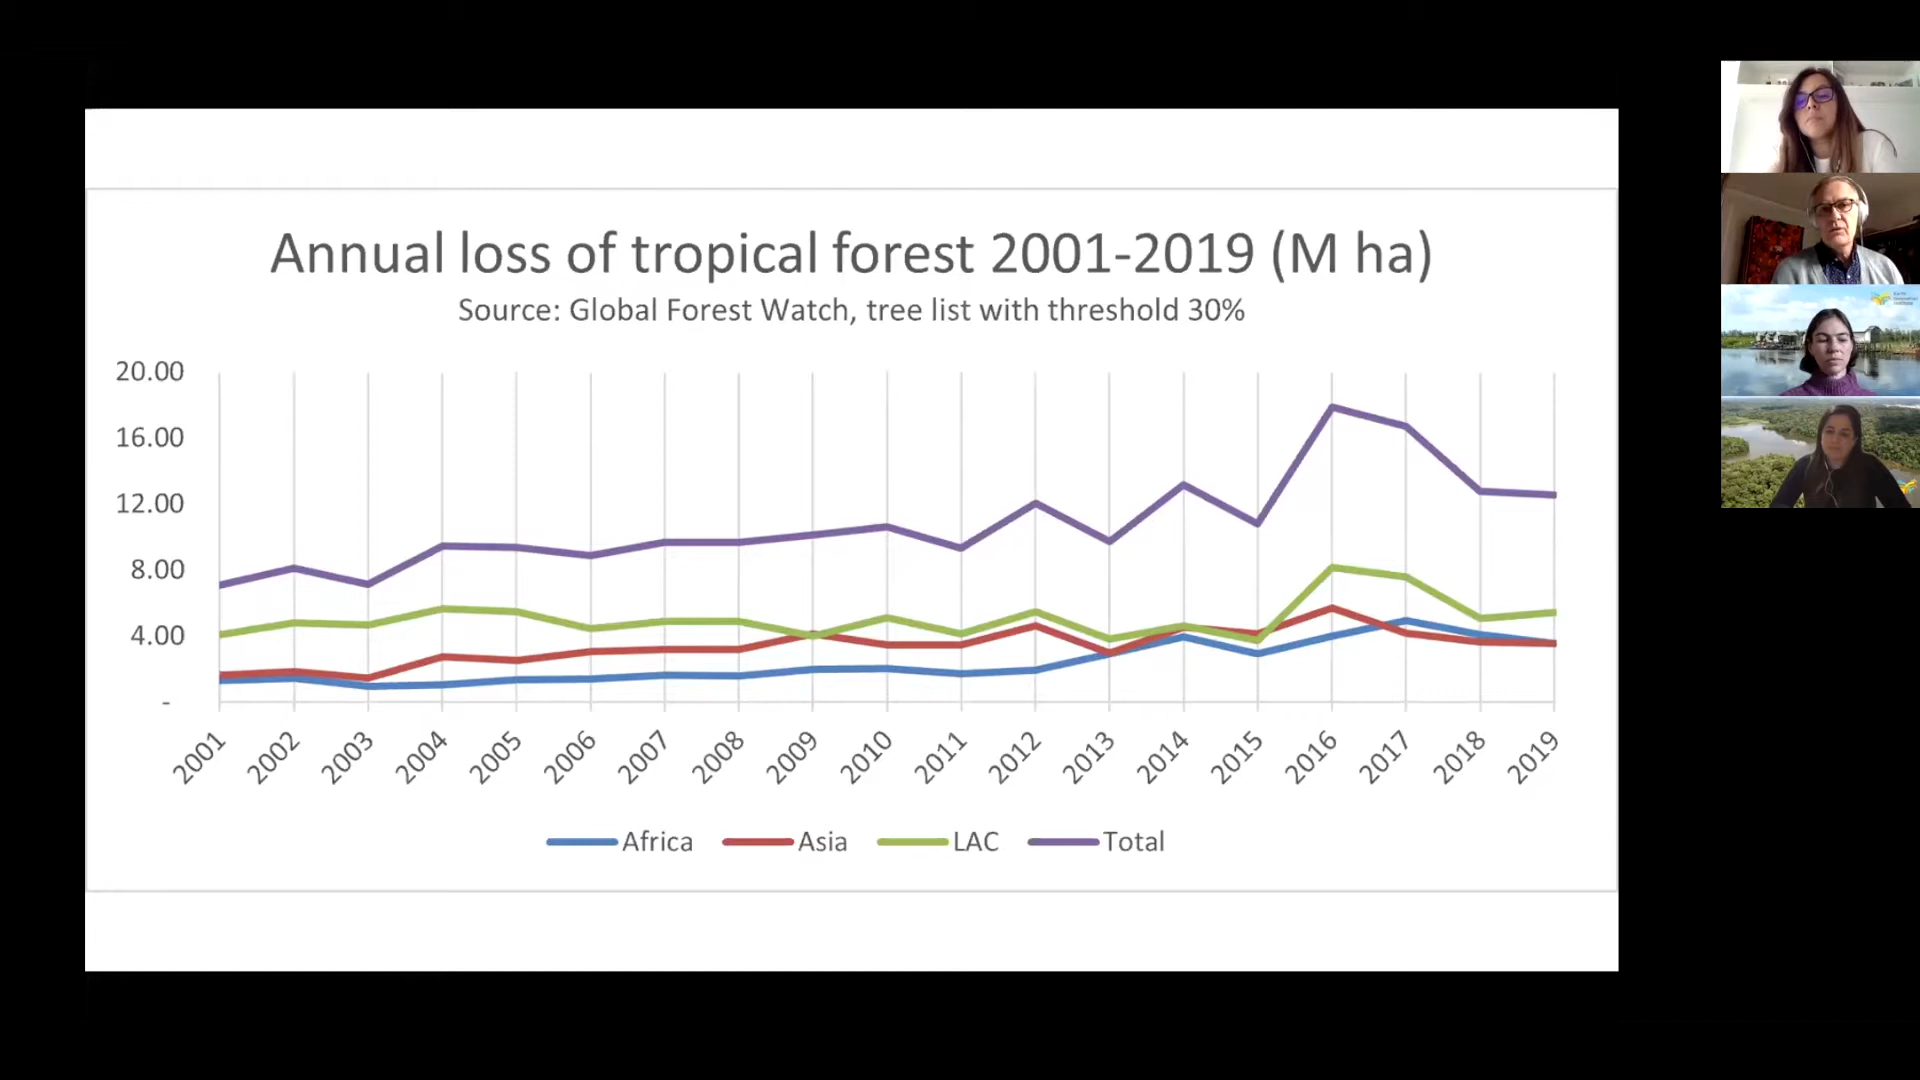 Annual loss of tropical forest 2001-2019 (M ha)
Source: Global Forest Watch, tree list with threshold 30%
20.00
16.00
12.00
8.00
4.00
-
2001 2002 2003 2004 2005 2006 2007 2008 2009 2010 2011 2012 2013 2014 2015 2016 2017 2018 2019
Africa Asia LAC Total